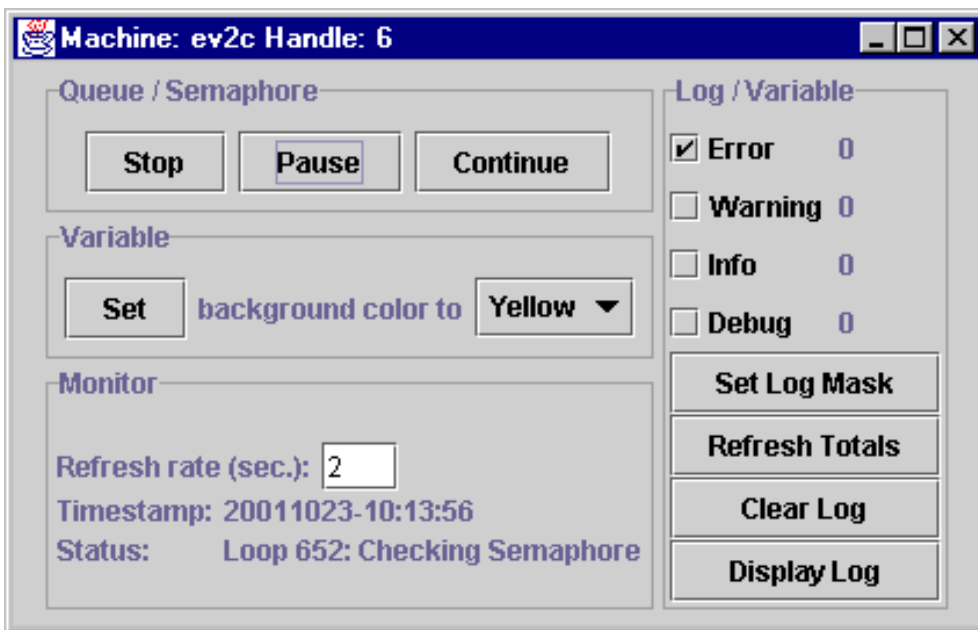 Machine: ev2c Handle: 6
Queue / Semaphore
Stop Pause Continue
Variable
Set background color to Yellow
Monitor
Refresh rate (sec.): 2
Timestamp: 20011023-10:13:56
Status: Loop 652: Checking Semaphore
Log / Variable
Error 0
Warning 0
Info 0
Debug 0
Set Log Mask
Refresh Totals
Clear Log
Display Log